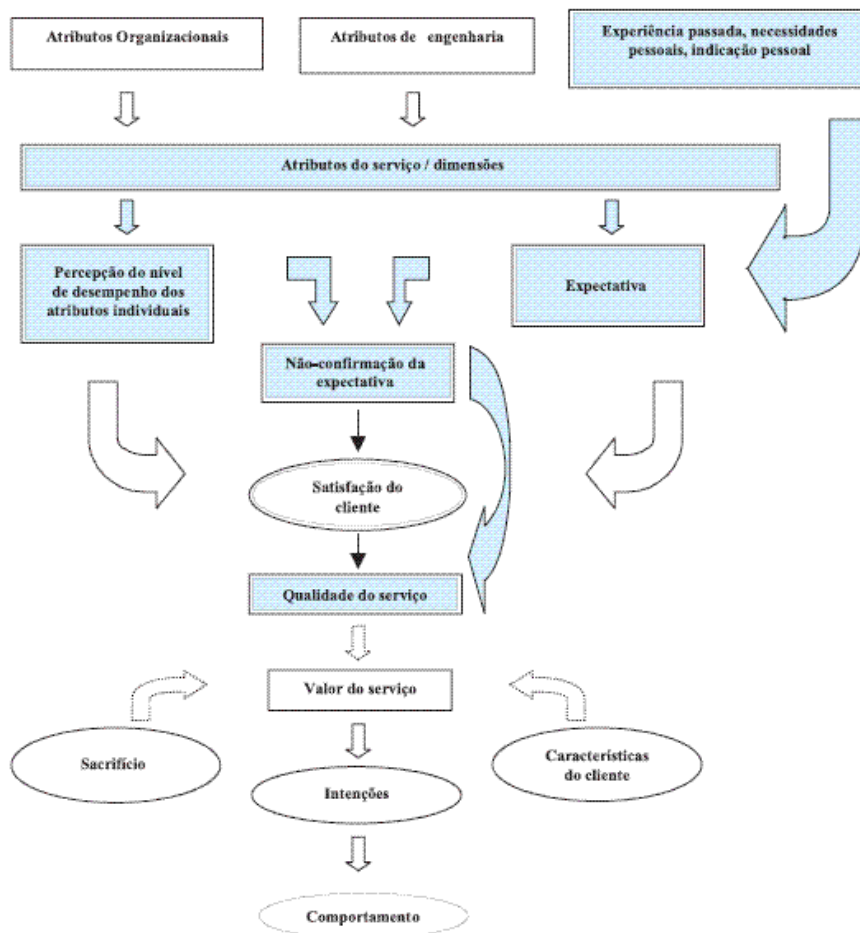 Atributos Organizacionais
Atributos de engenharia
Experiência passada, necessidades
pessoais, indicação pessoal
Atributos do serviço / dimensões
Percepção do nível
de desempenho dos
atributos individuais
Expectativa
Não-confirmação da
expectativa
Satisfação do
cliente
Qualidade do serviço
Valor do serviço
Sacrifício
Características
do cliente
Intenções
Comportamento